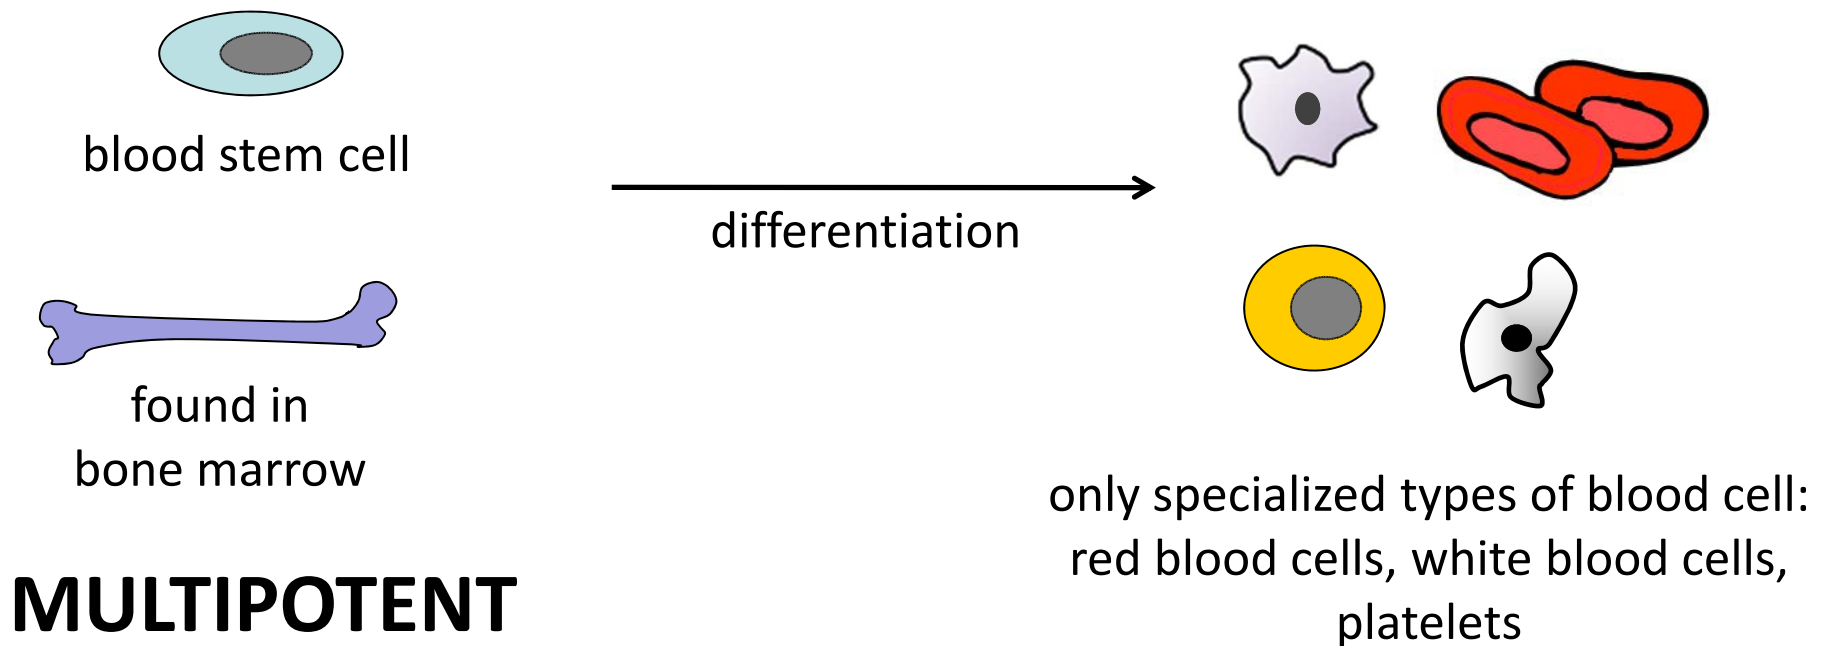 blood stem cell
differentiation
found in
bone marrow
only specialized types of blood cell:
red blood cells, white blood cells,
platelets
MULTIPOTENT